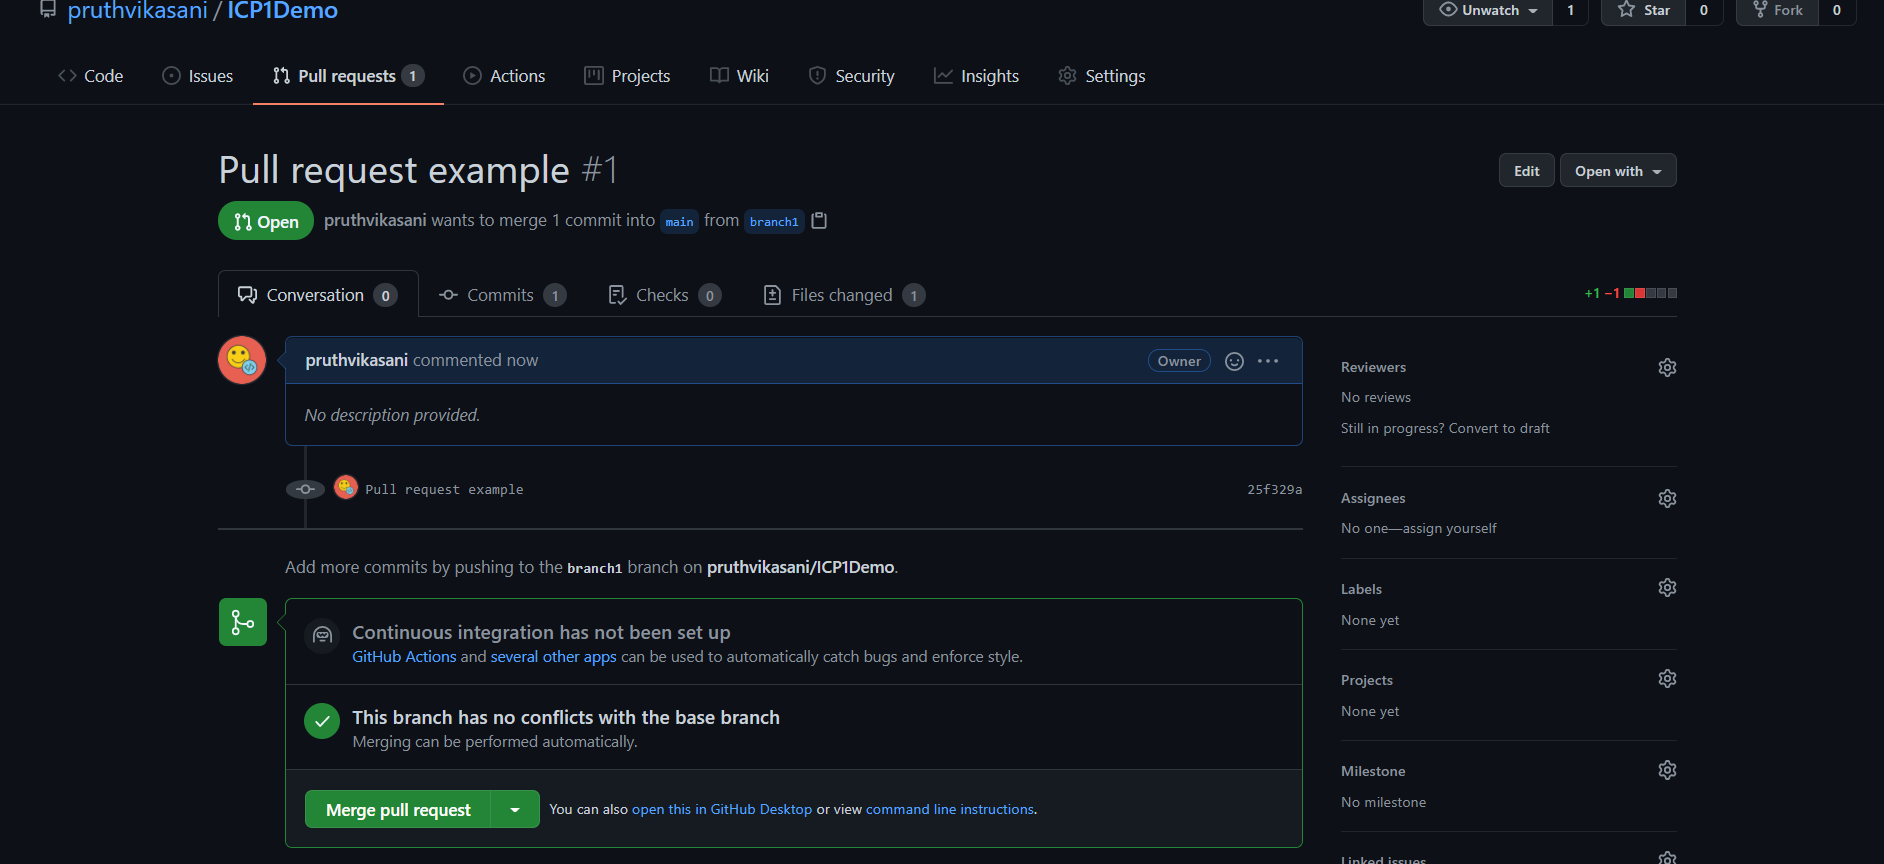 pruthvikasani / ICP1Demo
Unwatch 1 Star 0 Fork 0
Code Issues Pull requests 1 Actions Projects Wiki Security Insights Settings
Pull request example #1
Edit Open with
Open pruthvikasani wants to merge 1 commit into main from branch1
Conversation 0 Commits 1 Checks 0 Files changed 1
+1 −1
pruthvikasani commented now
Owner
No description provided.
Pull request example 25f329a
Add more commits by pushing to the branch1 branch on pruthvikasani/ICP1Demo.
Continuous integration has not been set up
GitHub Actions and several other apps can be used to automatically catch bugs and enforce style.
This branch has no conflicts with the base branch
Merging can be performed automatically.
Merge pull request You can also open this in GitHub Desktop or view command line instructions.
Reviewers
No reviews
Still in progress? Convert to draft
Assignees
No one—assign yourself
Labels
None yet
Projects
None yet
Milestone
No milestone
Linked issues